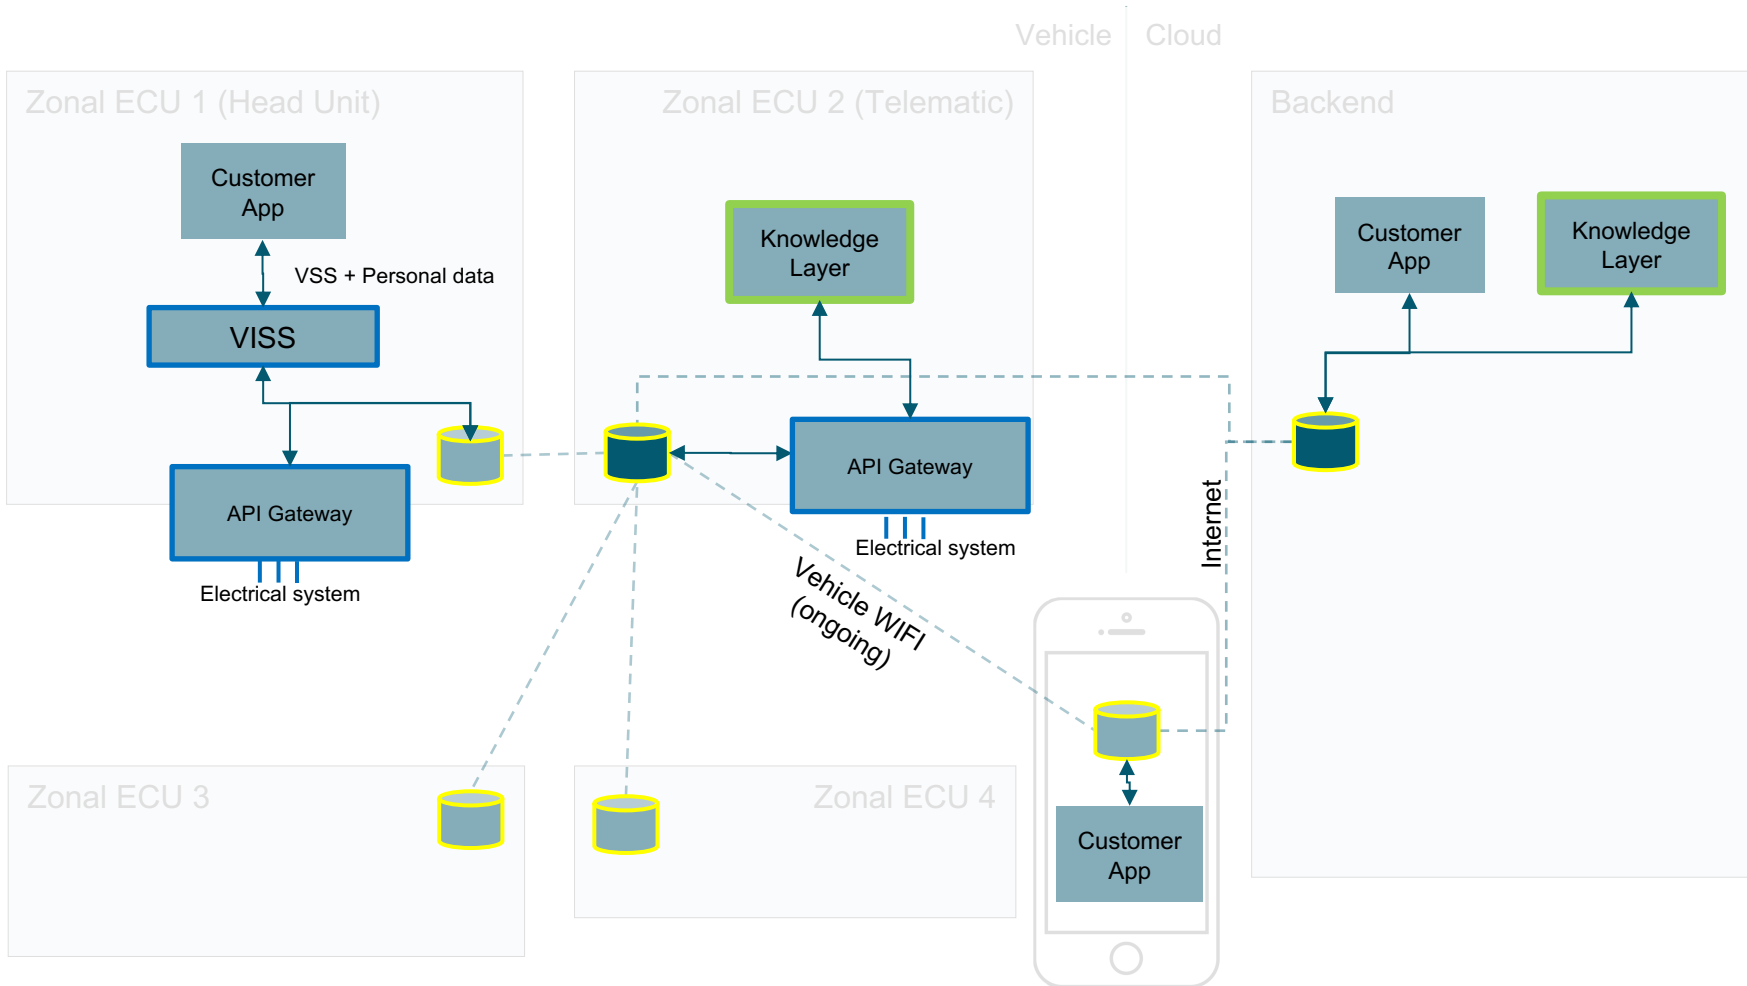 Vehicle
Cloud
Zonal ECU 1 (Head Unit)
Customer
App
VSS + Personal data
VISS
API Gateway
Electrical system
Zonal ECU 2 (Telematic)
Knowledge
Layer
API Gateway
Electrical system
Vehicle WIFI
(ongoing)
Internet
Backend
Customer
App
Knowledge
Layer
Zonal ECU 3
Zonal ECU 4
Customer
App